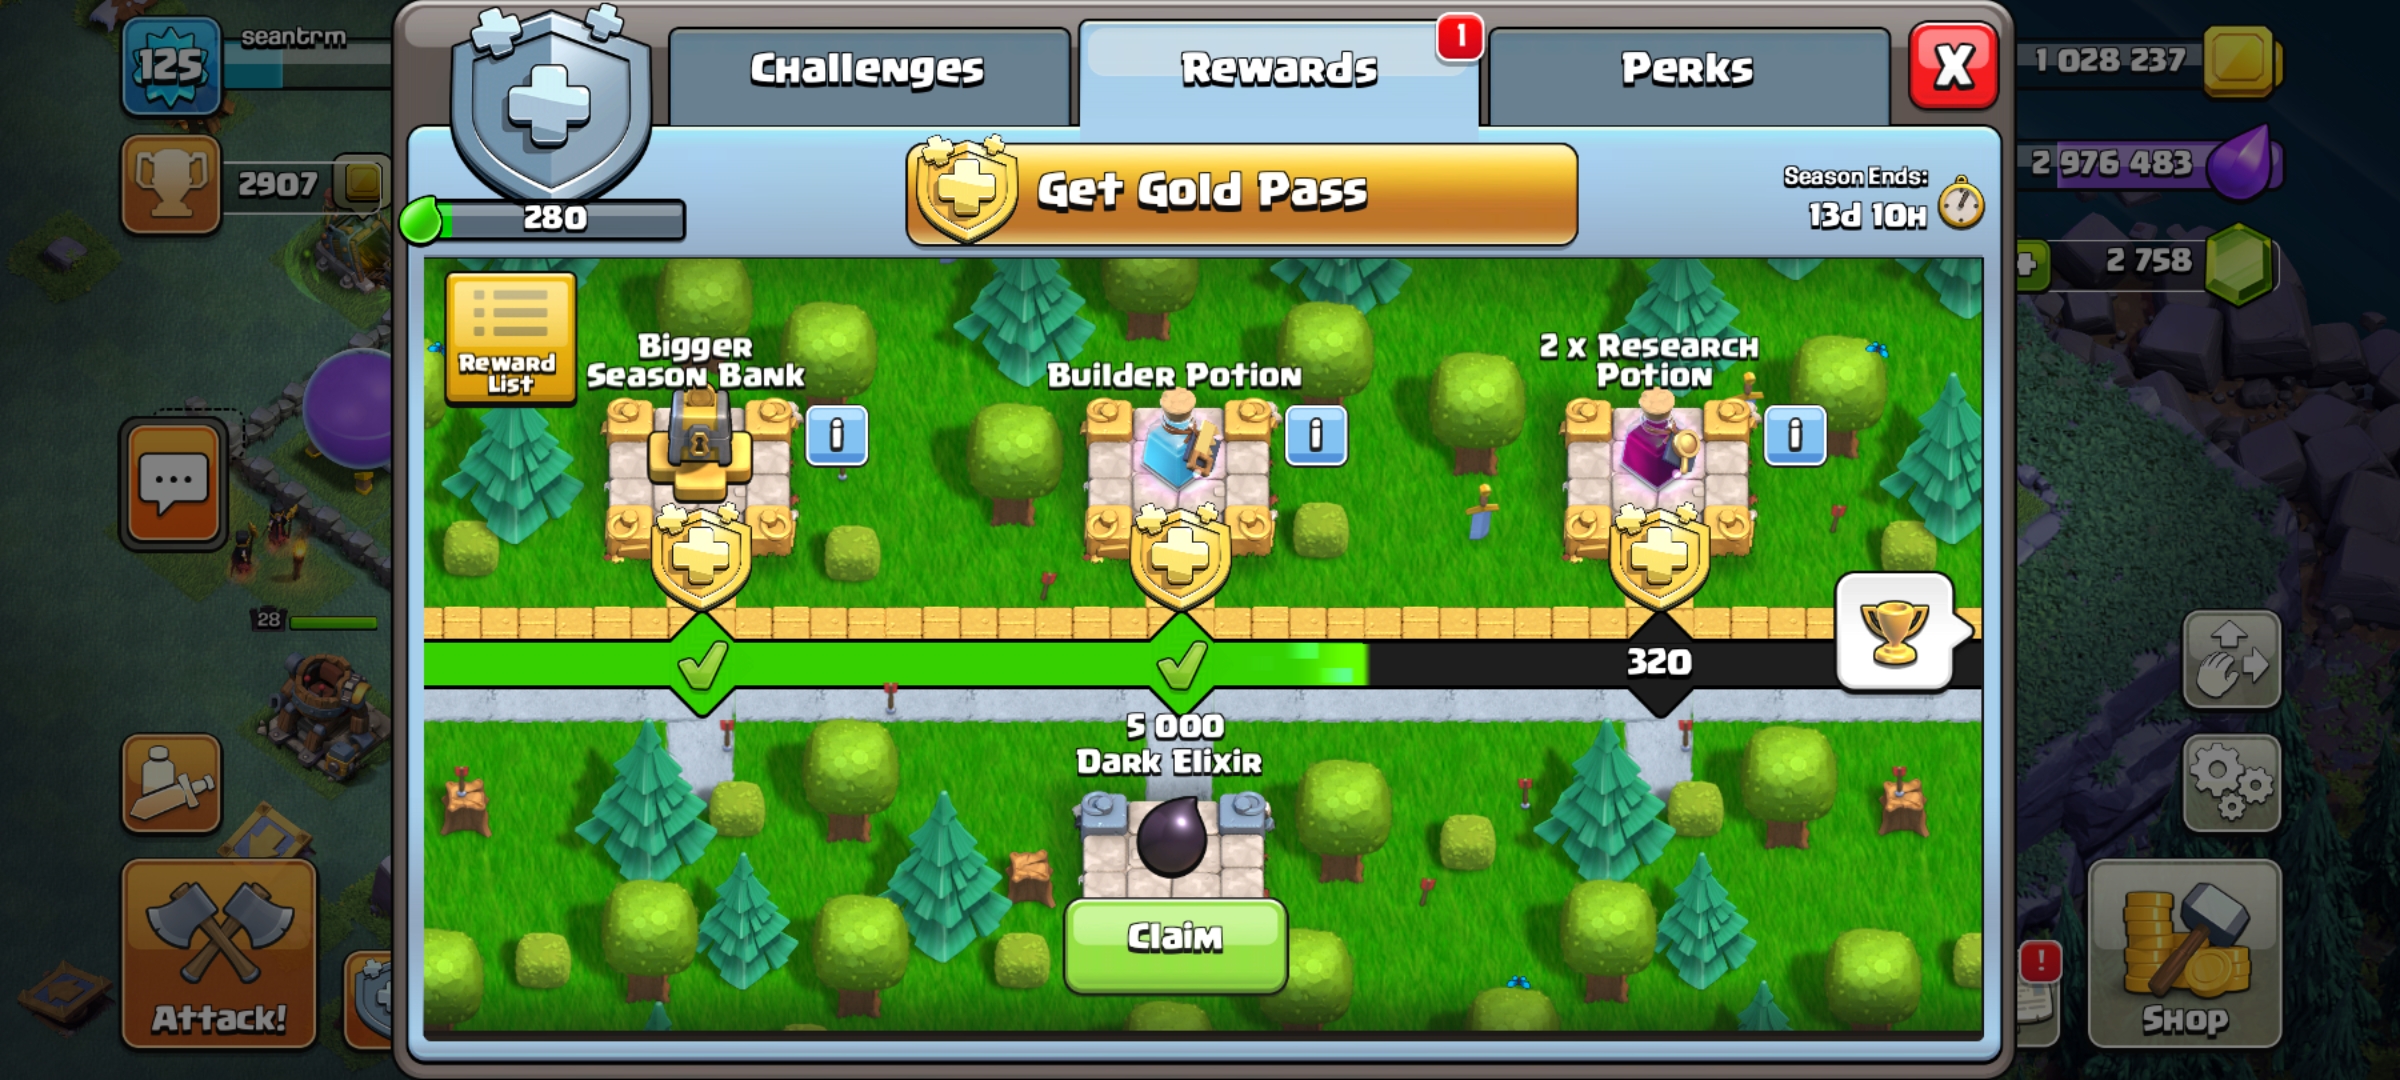 125
seantrm
Challenges
Rewards
1
Perks
X
1 028 237
2907
280
Get Gold Pass
Season Ends:
13d 10H
2 976 483
2 758
Reward
List
Bigger
Season Bank
i
Builder Potion
i
2 x Research
Potion
i
28
320
5 000
Dark Elixir
Claim
Attack!
!
Shop